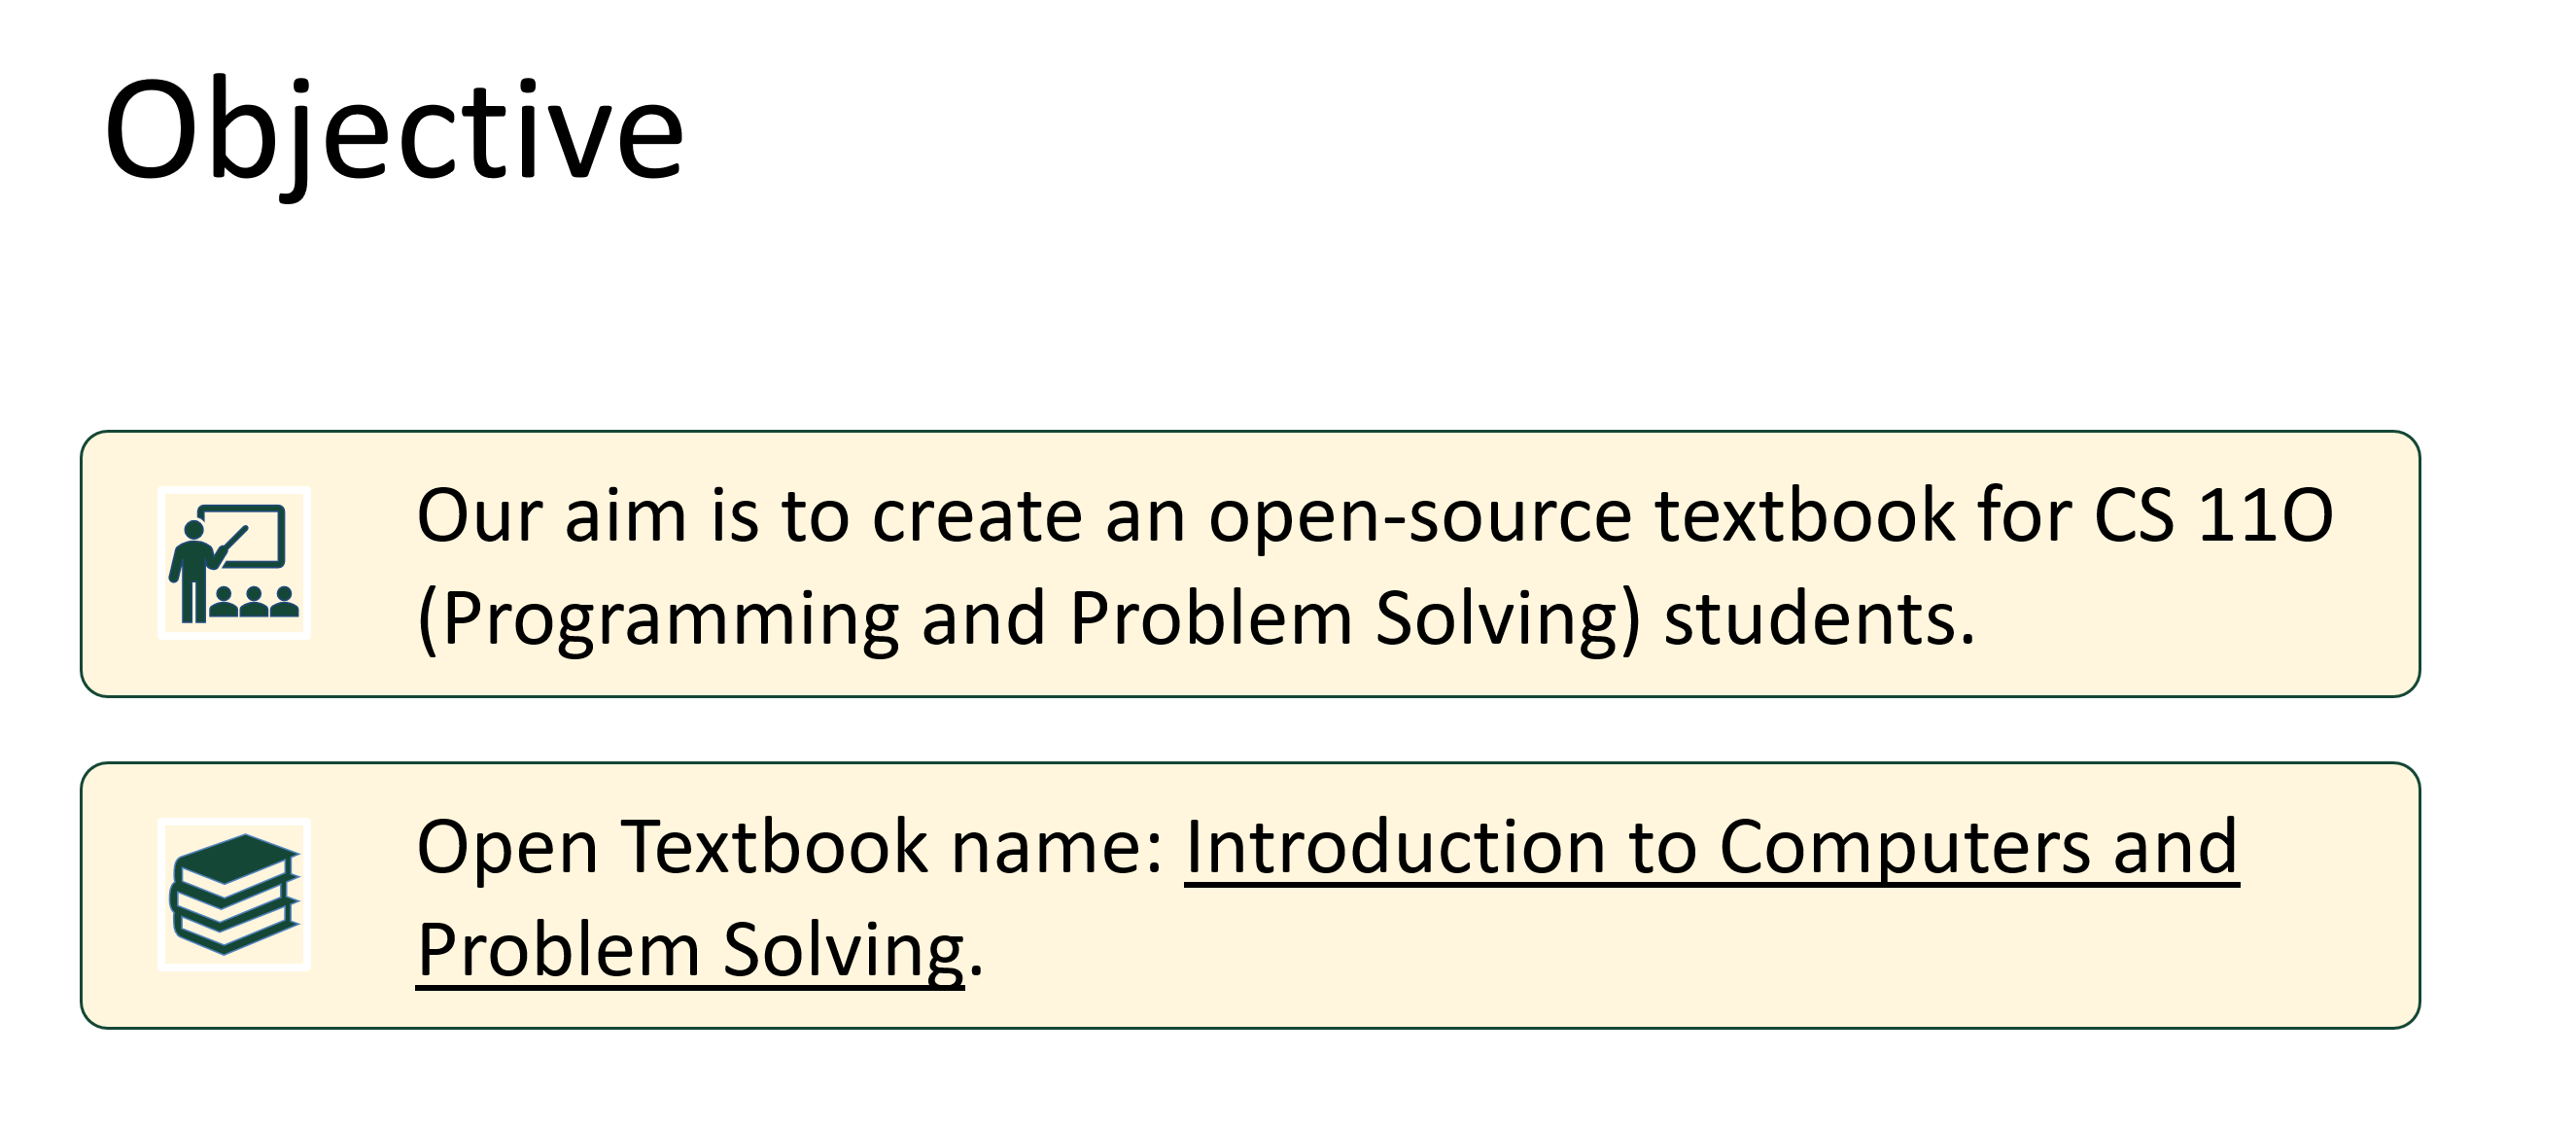 Objective
Our aim is to create an open-source textbook for CS 11O
(Programming and Problem Solving) students.
Open Textbook name: Introduction to Computers and
Problem Solving.